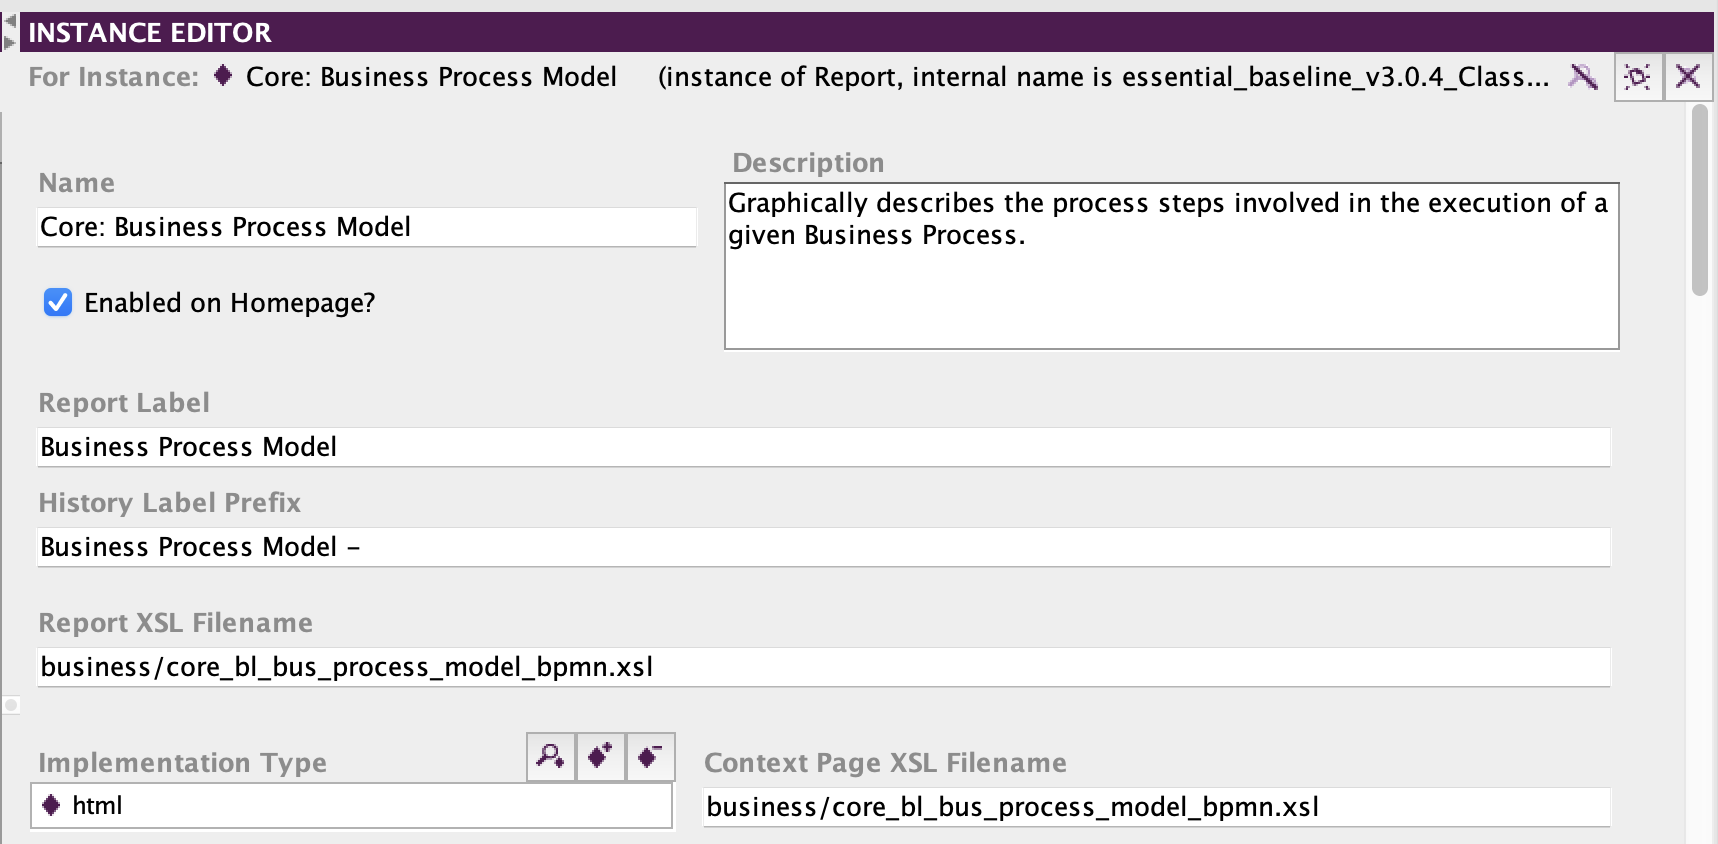 INSTANCE EDITOR
For Instance: Core: Business Process Model (instance of Report, internal name is essential_baseline_v3.0.4_Class...
Name
Core: Business Process Model
Enabled on Homepage?
Description
Graphically describes the process steps involved in the execution of a
given Business Process.
Report Label
Business Process Model
History Label Prefix
Business Process Model -
Report XSL Filename
business/core_bl_bus_process_model_bpmn.xsl
Implementation Type
html
Context Page XSL Filename
business/core_bl_bus_process_model_bpmn.xsl